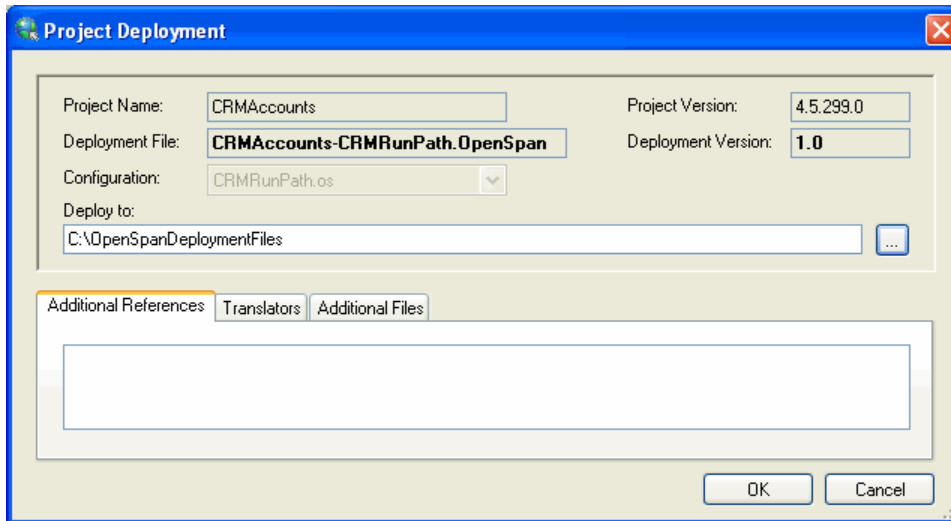 Project Deployment
Project Name: CRMAccounts Project Version: 4.5.299.0
Deployment File: CRMAccounts-CRMRunPath.OpenSpan Deployment Version: 1.0
Configuration: CRMRunPath.os
Deploy to:
C:\OpenSpanDeploymentFiles ...
Additional References Translators Additional Files
OK Cancel